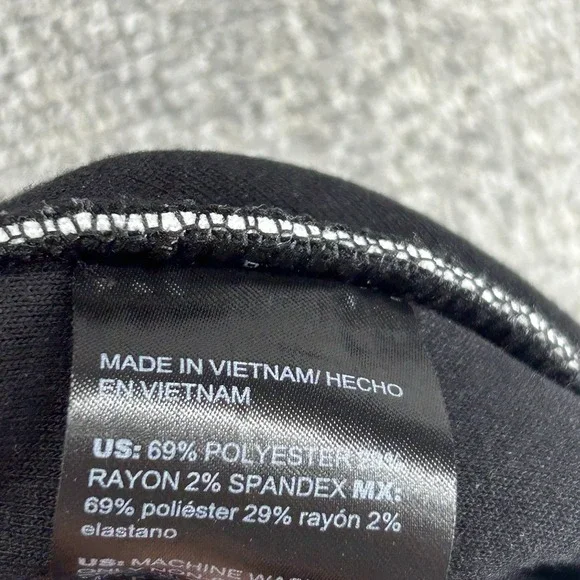 MADE IN VIETNAM/ HECHO
EN VIETNAM
US: 69% POLYESTER 29%
RAYON 2% SPANDEX MX:
69% poliéster 29% rayón 2%
elastano
US: MACHINE